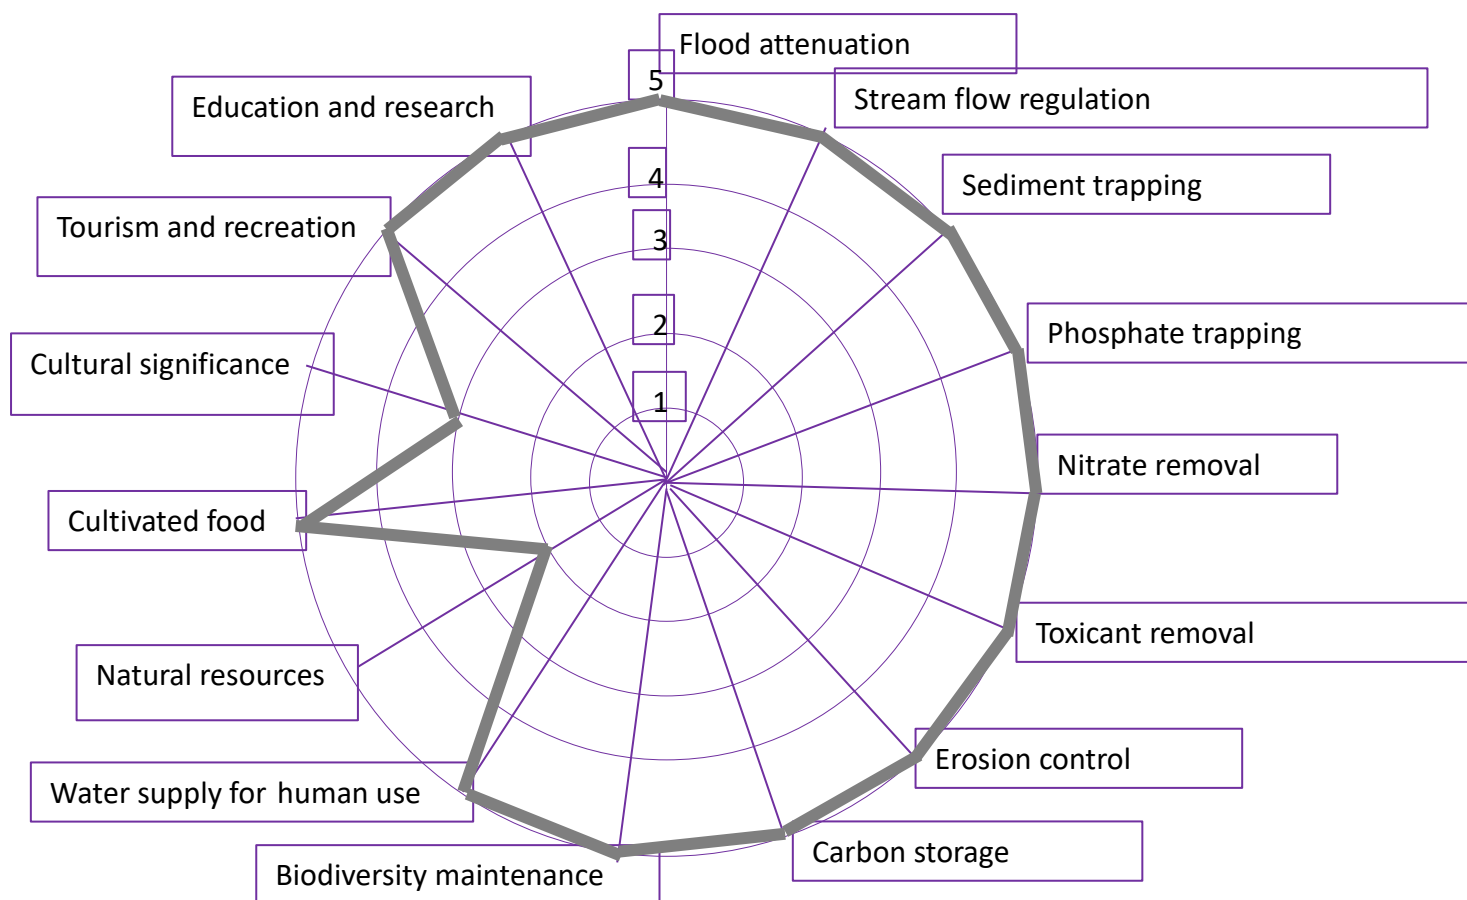 Flood attenuation
5
Education and research
Stream flow regulation
4
Sediment trapping
Tourism and recreation
3
Phosphate trapping
2
Cultural significance
1
Nitrate removal
Cultivated food
Toxicant removal
Natural resources
Erosion control
Water supply for human use
Carbon storage
Biodiversity maintenance